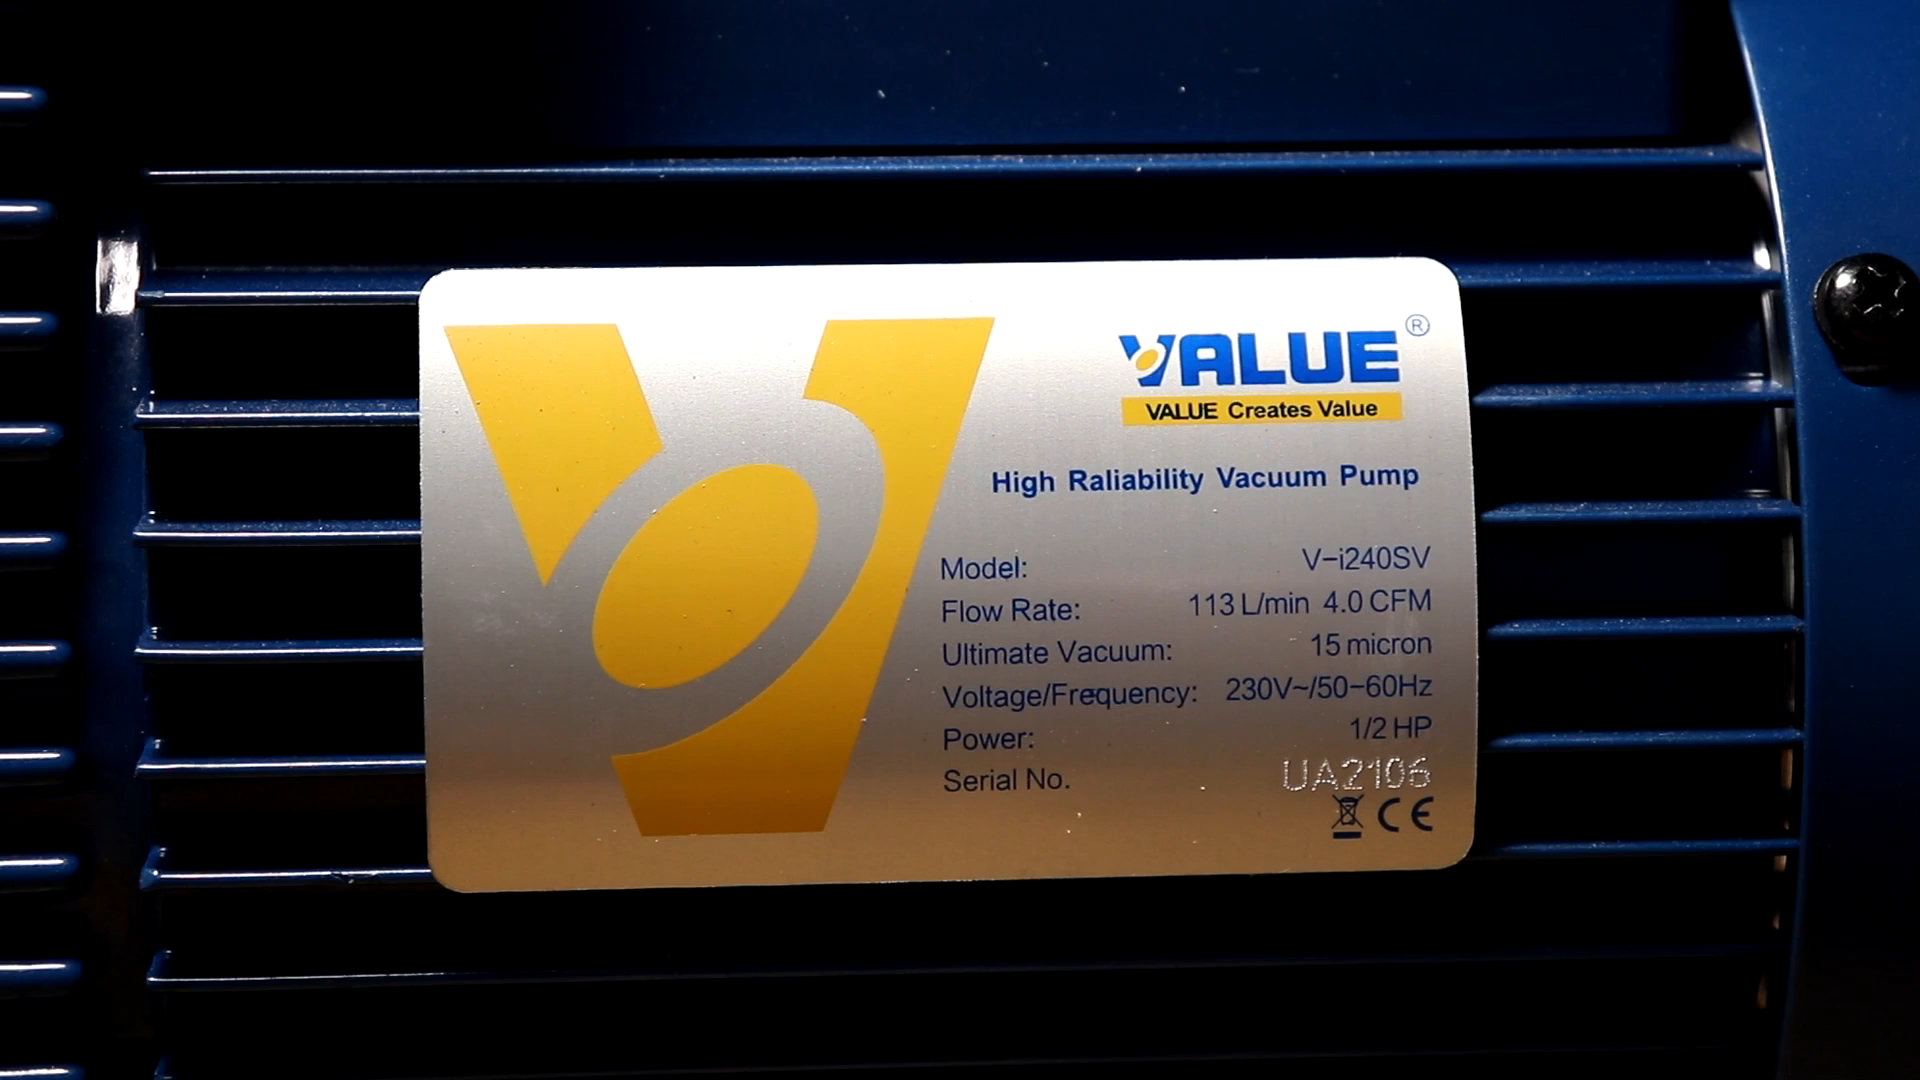 VALUE ®
VALUE Creates Value
High Raliability Vacuum Pump
Model: V-i240SV
Flow Rate: 113 L/min 4.0 CFM
Ultimate Vacuum: 15 micron
Voltage/Frequency: 230V~/50-60Hz
Power: 1/2 HP
Serial No. UA2106
CE